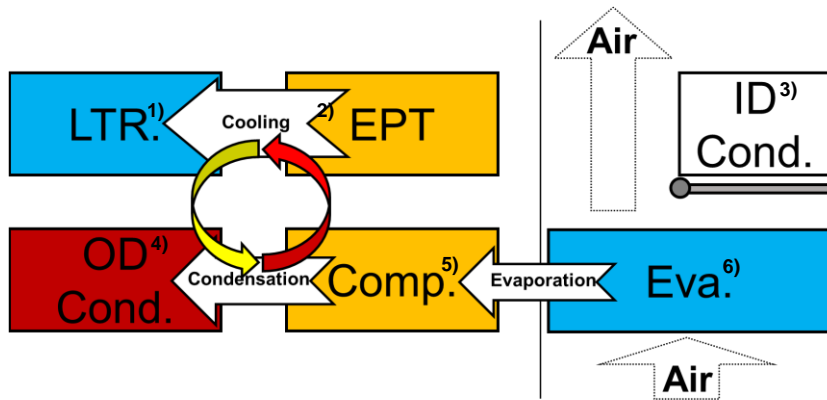 Air
LTR.1)
Cooling
2) EPT
ID3)
Cond.
OD4)
Cond.
Condensation
Comp.5)
Evaporation
Eva.6)
Air